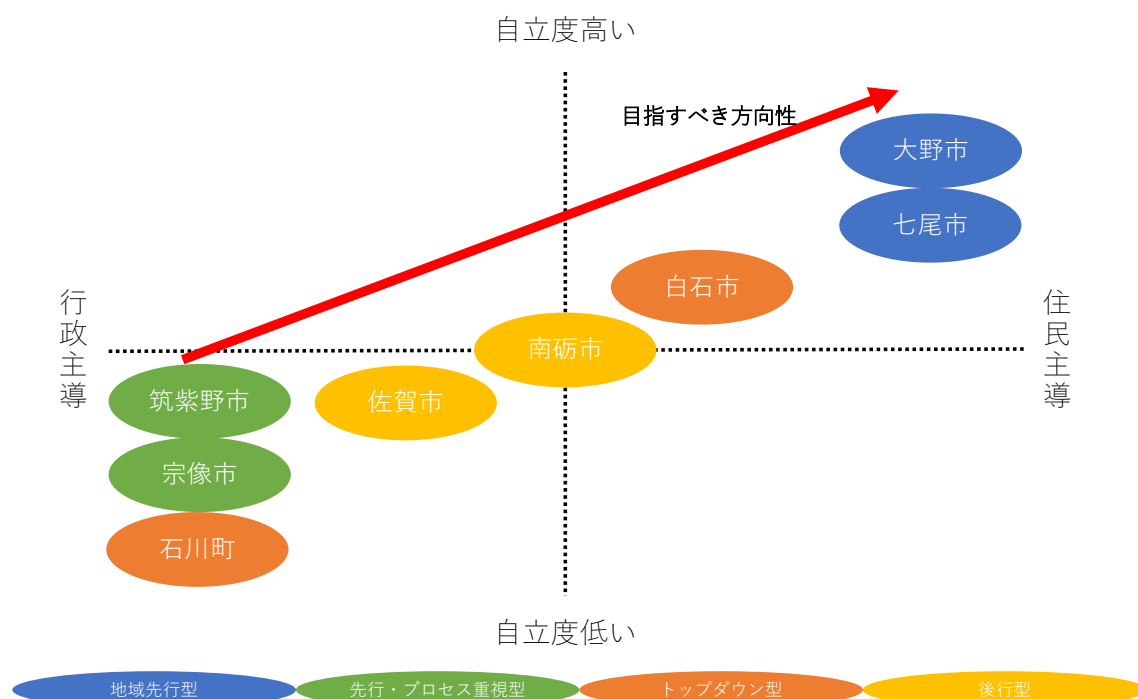 自立度高い
目指すべき方向性
大野市
七尾市
白石市
行政主導
住民主導
南砺市
筑紫野市
佐賀市
宗像市
石川町
自立度低い
地域先行型
先行・プロセス重視型
トップダウン型
後行型